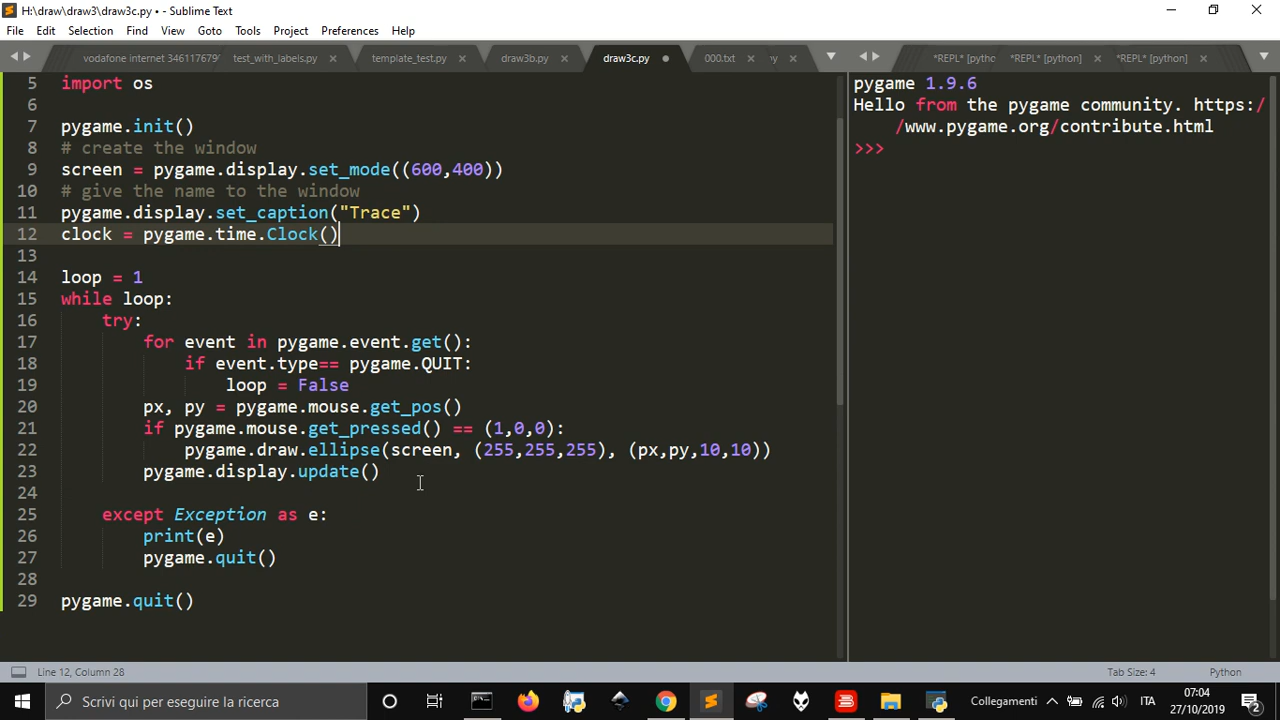 H:\draw\draw3\draw3c.py • - Sublime Text
File Edit Selection Find View Goto Tools Project Preferences Help
vodafone internet 346117679 test_with_labels.py template_test.py draw3b.py draw3c.py 000.txt y *REPL* [pythc *REPL* [python] *REPL* [python]
5 import os
6
7 pygame.init()
8 # create the window
9 screen = pygame.display.set_mode((600,400))
10 # give the name to the window
11 pygame.display.set_caption("Trace")
12 clock = pygame.time.Clock()
13
14 loop = 1
15 while loop:
16 try:
17 for event in pygame.event.get():
18 if event.type== pygame.QUIT:
19 loop = False
20 px, py = pygame.mouse.get_pos()
21 if pygame.mouse.get_pressed() == (1,0,0):
22 pygame.draw.ellipse(screen, (255,255,255), (px,py,10,10))
23 pygame.display.update()
24
25 except Exception as e:
26 print(e)
27 pygame.quit()
28
29 pygame.quit()
pygame 1.9.6
Hello from the pygame community. https:/
/www.pygame.org/contribute.html
>>>
Line 12, Column 28 Tab Size: 4 Python
Scrivi qui per eseguire la ricerca Collegamenti ITA 07:04
27/10/2019 2